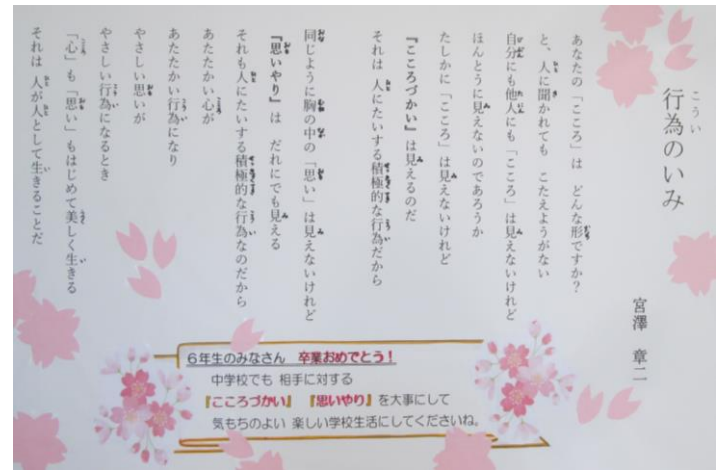 行為のいみ
宮澤 章二
あなたの「こころ」は どんな形ですか?
と、人に聞かれても こたえようがない
自分にも他人にも「こころ」は見えないけれど
ほんとうに見えないのであろうか
たしかに「こころ」は見えないけれど
『こころづかい』は見えるのだ
それは 人にたいする積極的な行為だから
同じように胸の中の「思い」は見えないけれど
『思いやり』は だれにでも見える
それも人にたいする積極的な行為なのだから
あたたかい心が
あたたかい行為になり
やさしい思いが
やさしい行為になるとき
「心」も「思い」もはじめて美しく生きる
それは 人が人として生きることだ
6年生のみなさん 卒業おめでとう!
中学校でも 相手に対する
『こころづかい』 『思いやり』を大事にして
気もちのよい 楽しい学校生活にしてくださいね。